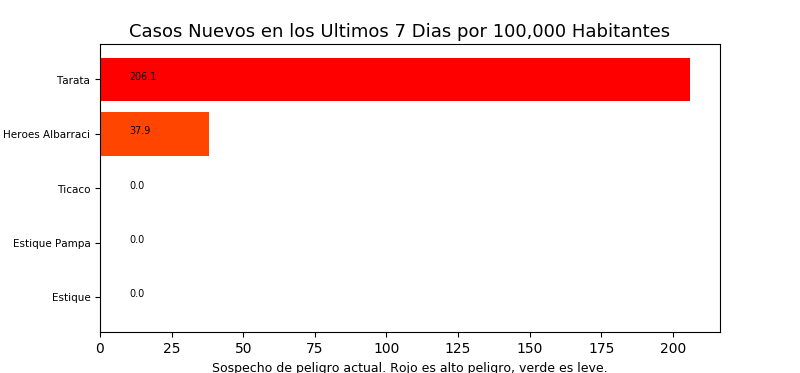 Casos Nuevos en los Ultimos 7 Dias por 100,000 Habitantes
Tarata 206.1
Heroes Albarraci 37.9
Ticaco 0.0
Estique Pampa 0.0
Estique 0.0
0 25 50 75 100 125 150 175 200
Sospecho de peligro actual. Rojo es alto peligro, verde es leve.